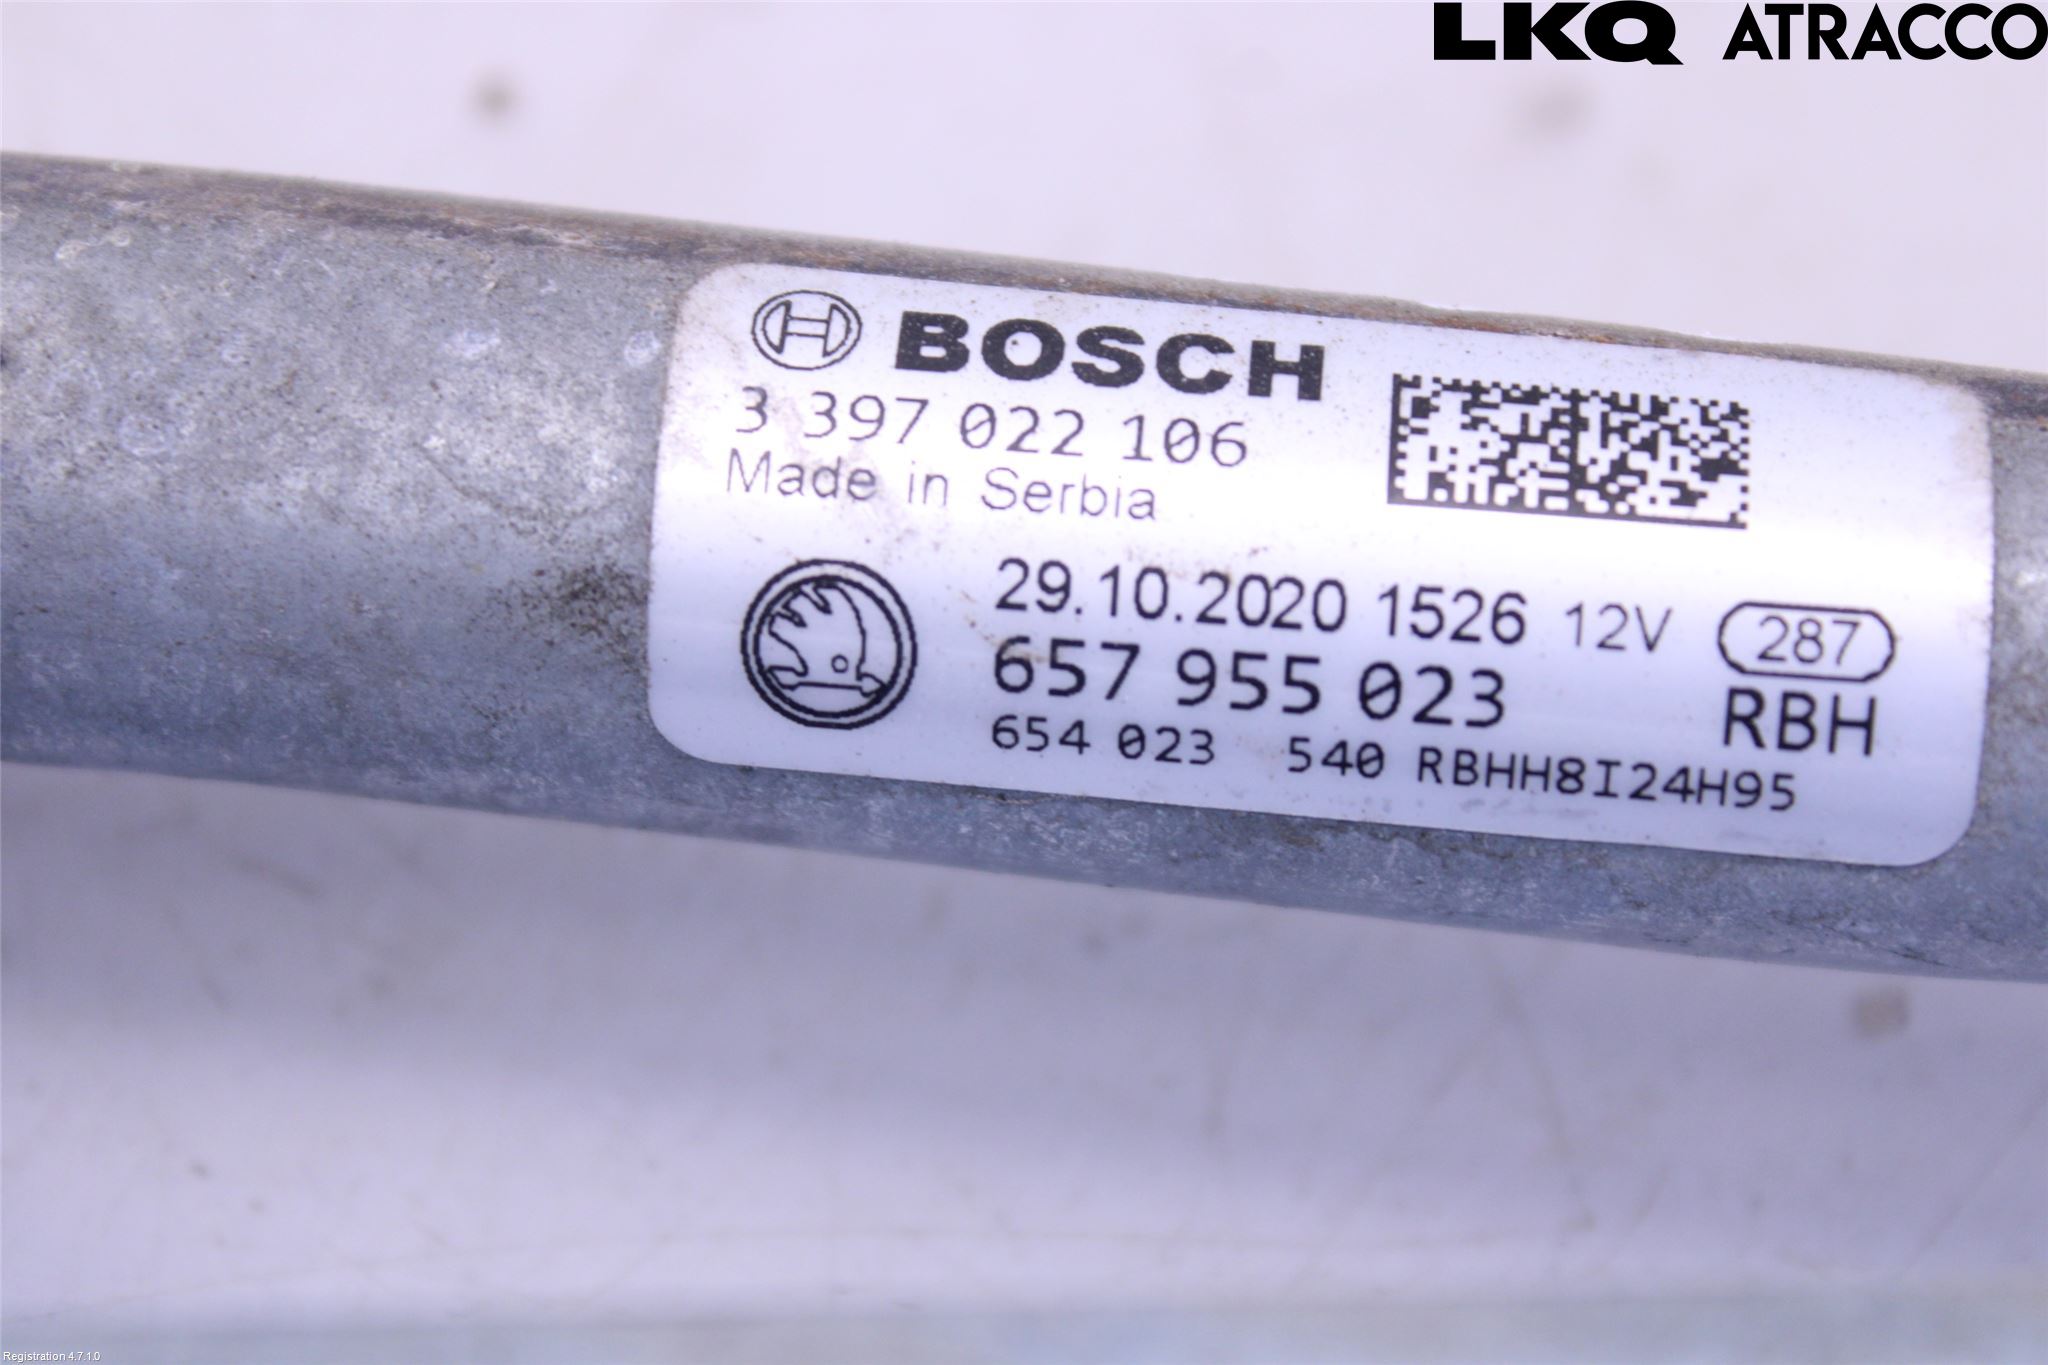 LKQ ATRACCO
BOSCH
3 397 022 106
Made in Serbia
29.10.2020 1526 12V 287
657 955 023 RBH
654 023 540 RBHH8I24H95
Registration 4.7.1.0